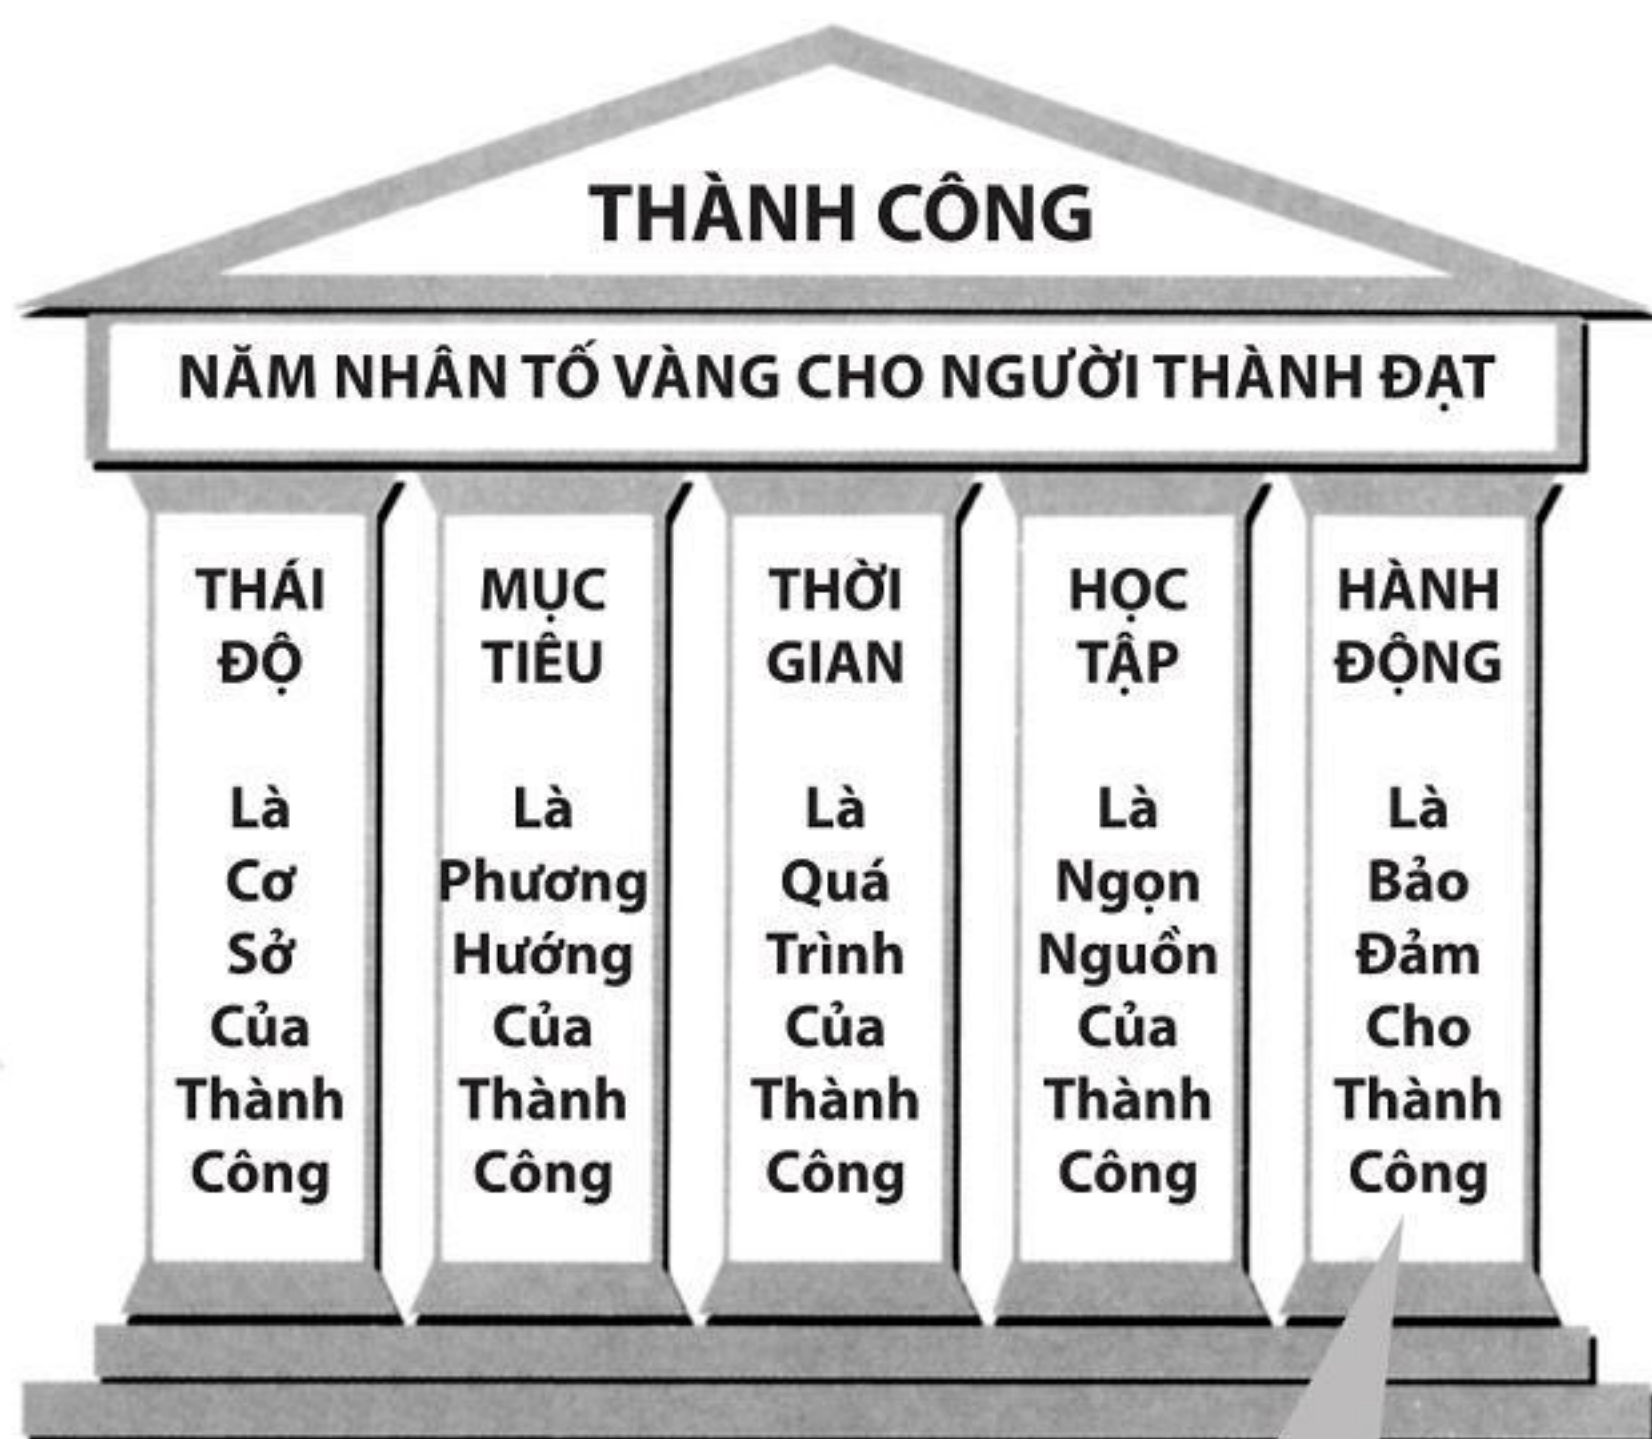 THÀNH CÔNG
NĂM NHÂN TỐ VÀNG CHO NGƯỜI THÀNH ĐẠT
THÁI
ĐỘ
Là
Cơ
Sở
Của
Thành
Công
MỤC
TIÊU
Là
Phương
Hướng
Của
Thành
Công
THỜI
GIAN
Là
Quá
Trình
Của
Thành
Công
HỌC
TẬP
Là
Ngọn
Nguồn
Của
Thành
Công
HÀNH
ĐỘNG
Là
Bảo
Đảm
Cho
Thành
Công